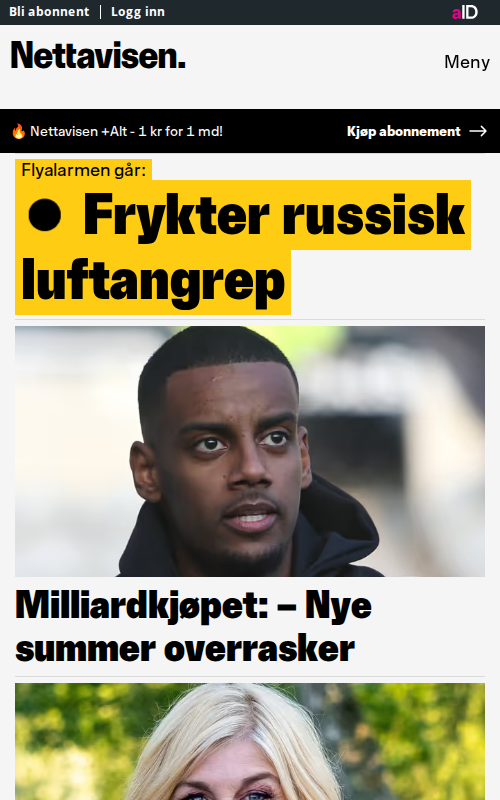 Bli abonnent | Logg inn
aID
Nettavisen.
Meny
🔥 Nettavisen +Alt - 1 kr for 1 md!
Kjøp abonnement →
Flyalarmen går:
● Frykter russisk
luftangrep
Milliardkjøpet: – Nye
summer overrasker